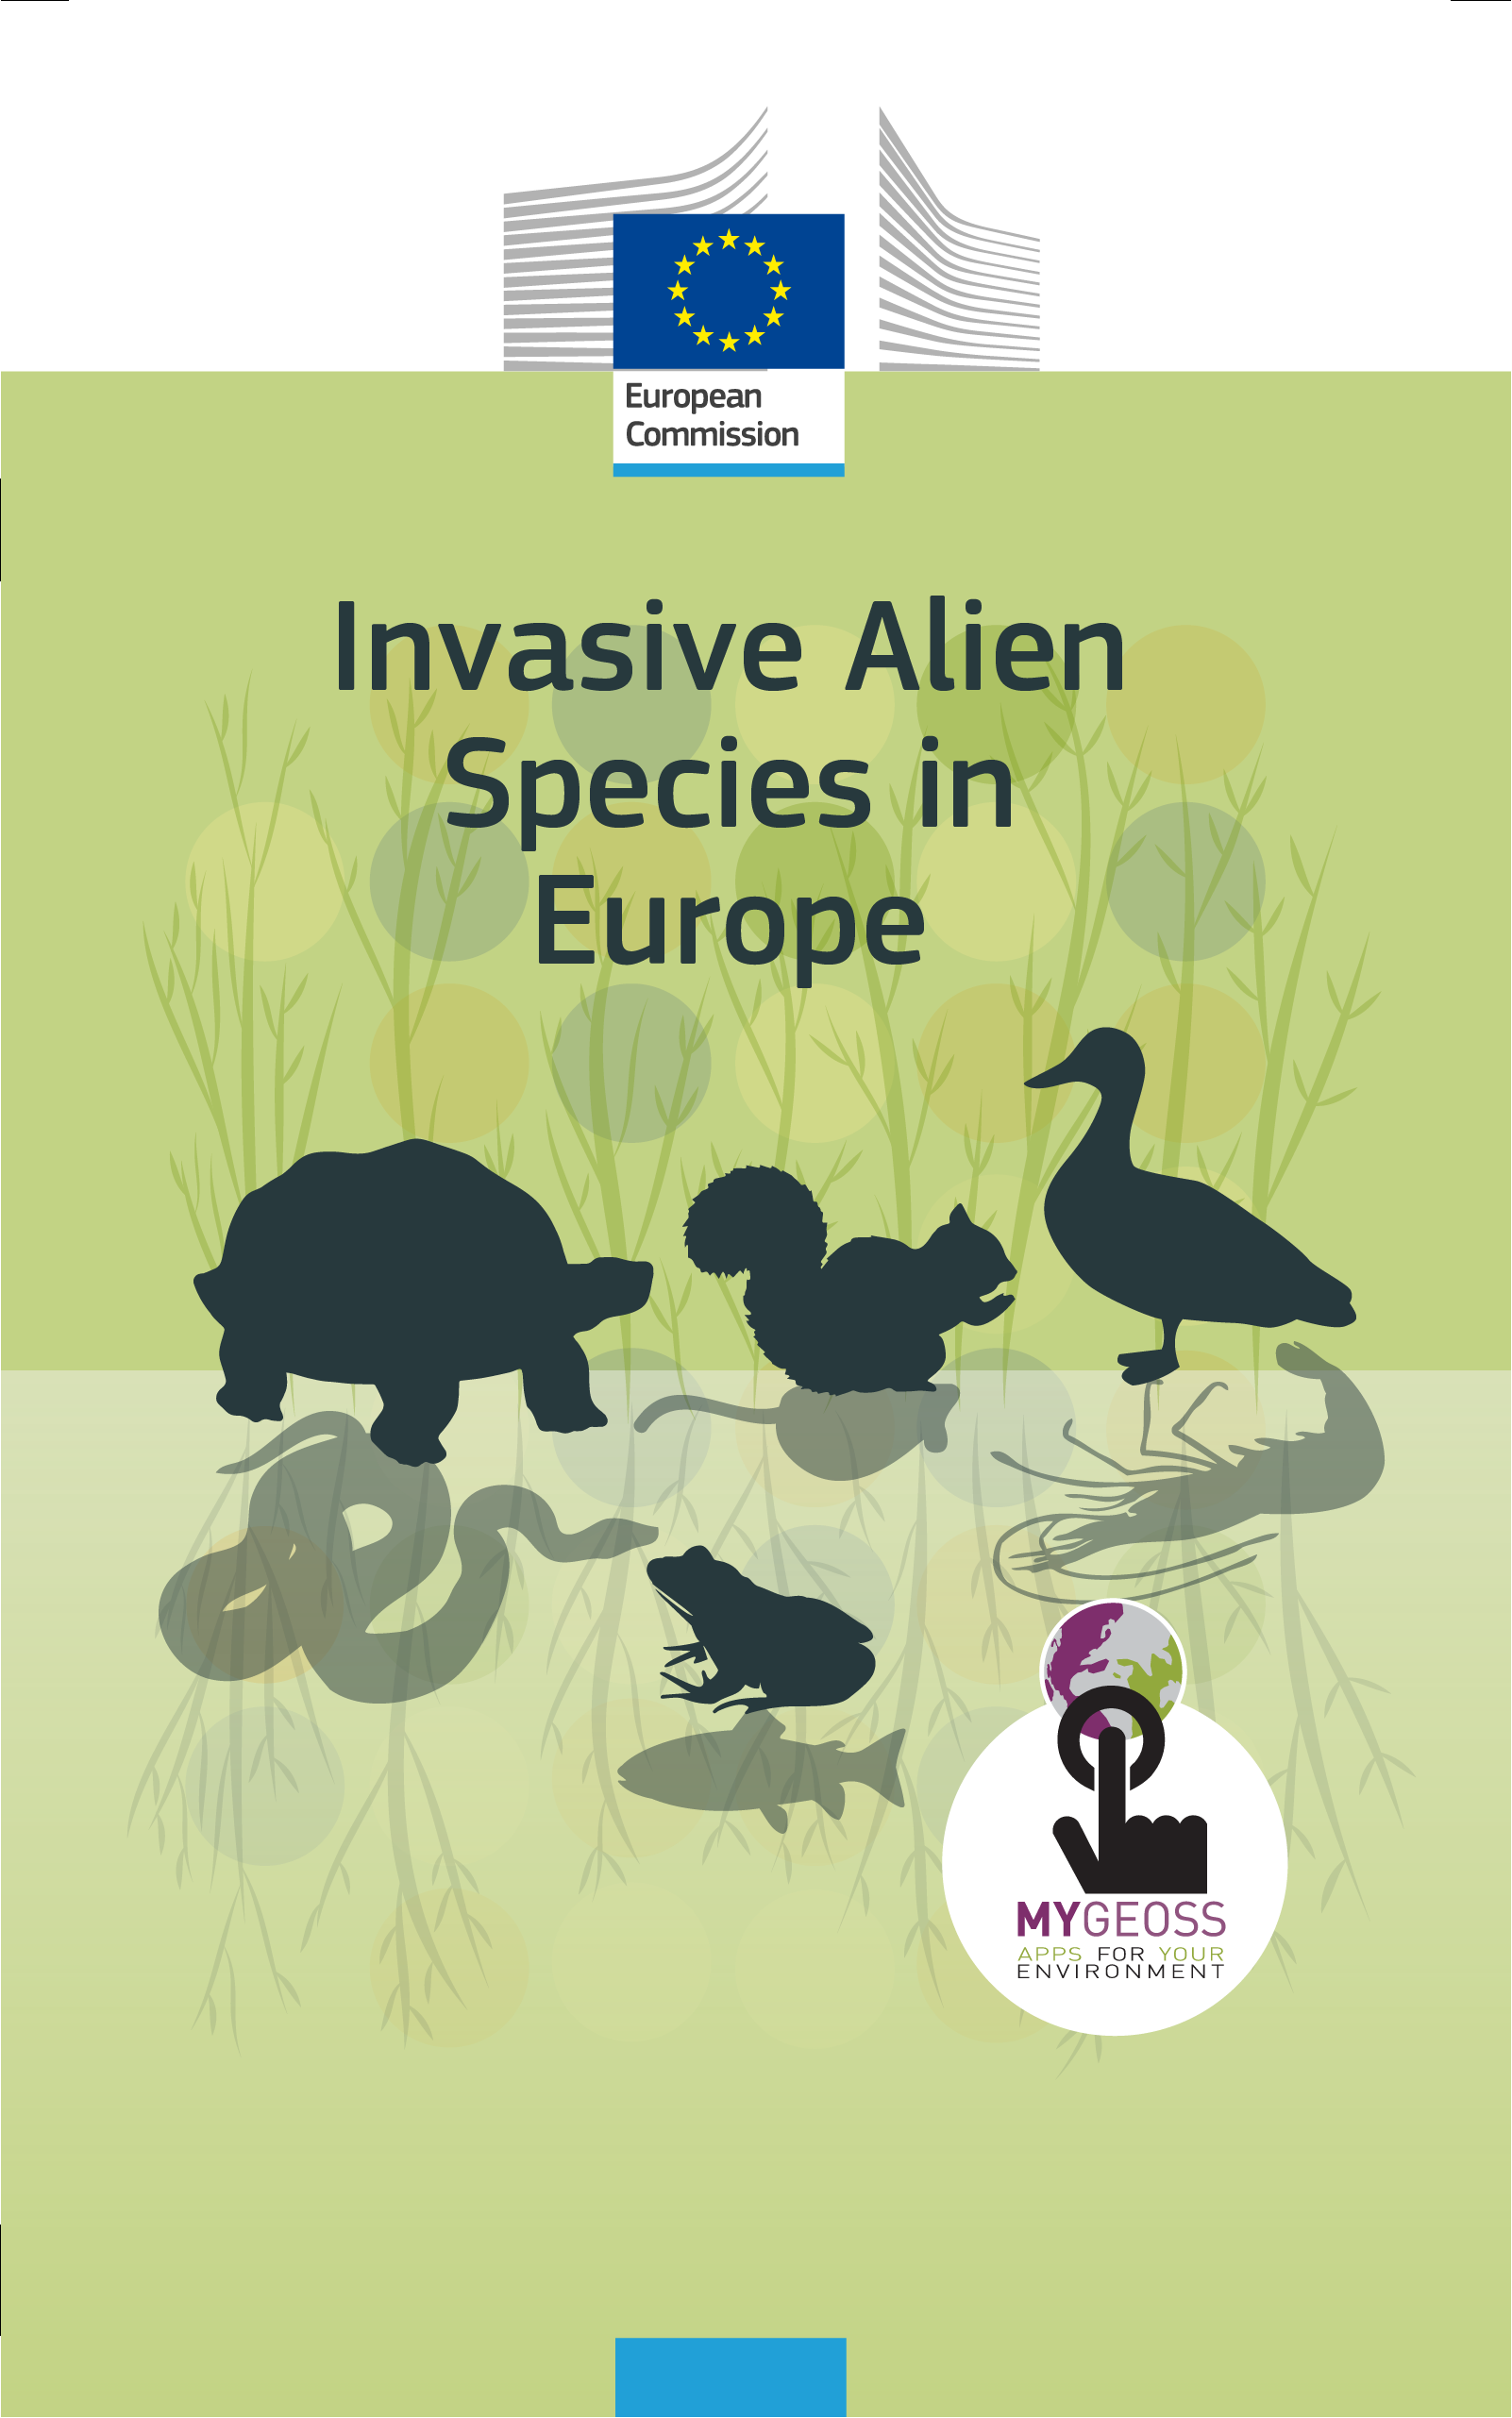 European
Commission
Invasive Alien
Species in
Europe
MYGEOSS
APPS FOR YOUR
ENVIRONMENT